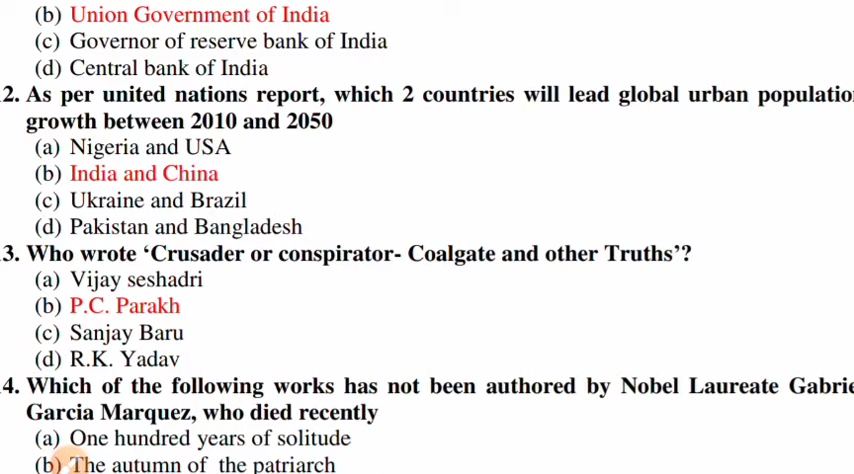 (b) Union Government of India
(c) Governor of reserve bank of India
(d) Central bank of India
2. As per united nations report, which 2 countries will lead global urban populatio
growth between 2010 and 2050
(a) Nigeria and USA
(b) India and China
(c) Ukraine and Brazil
(d) Pakistan and Bangladesh
3. Who wrote ‘Crusader or conspirator- Coalgate and other Truths’?
(a) Vijay seshadri
(b) P.C. Parakh
(c) Sanjay Baru
(d) R.K. Yadav
4. Which of the following works has not been authored by Nobel Laureate Gabrie
Garcia Marquez, who died recently
(a) One hundred years of solitude
(b) The autumn of the patriarch